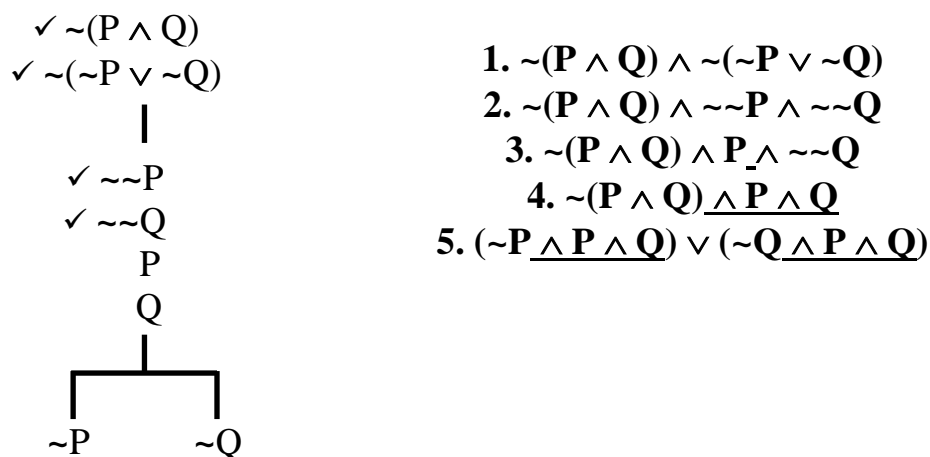 ✓ ~(P ∧ Q)
✓ ~(~P ∨ ~Q)
✓ ~~P
✓ ~~Q
P
Q
~P ~Q
1. ~(P ∧ Q) ∧ ~(~P ∨ ~Q)
2. ~(P ∧ Q) ∧ ~~P ∧ ~~Q
3. ~(P ∧ Q) ∧ P ∧ ~~Q
4. ~(P ∧ Q) ∧ P ∧ Q
5. (~P ∧ P ∧ Q) ∨ (~Q ∧ P ∧ Q)